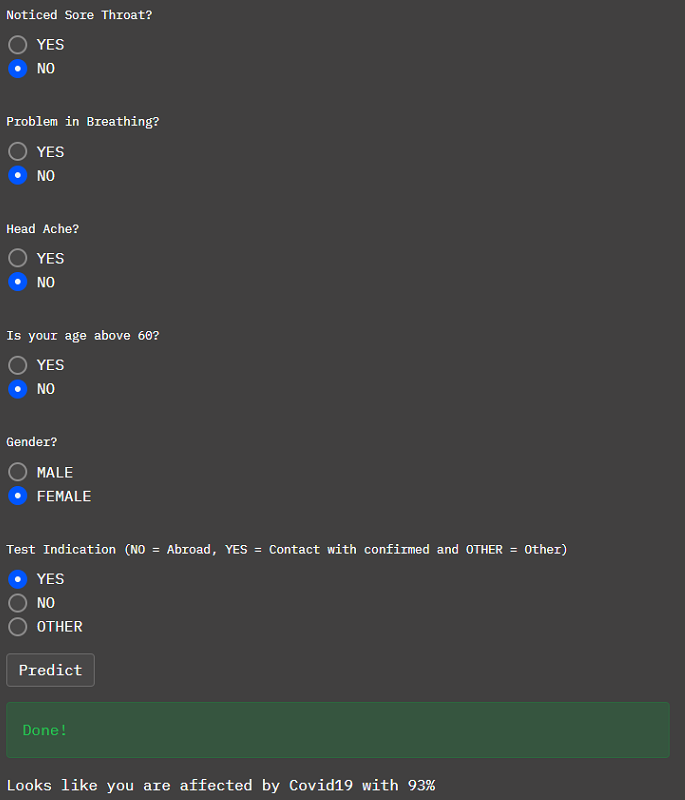 Noticed Sore Throat?
YES
NO
Problem in Breathing?
YES
NO
Head Ache?
YES
NO
Is your age above 60?
YES
NO
Gender?
MALE
FEMALE
Test Indication (NO = Abroad, YES = Contact with confirmed and OTHER = Other)
YES
NO
OTHER
Predict
Done!
Looks like you are affected by Covid19 with 93%